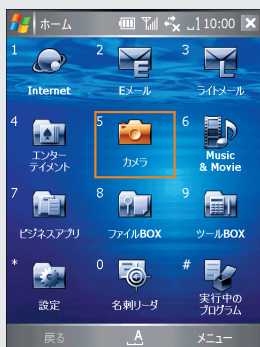 ホーム
10:00
1
Internet
2
Eメール
3
ライトメール
4
エンター
テイメント
5
カメラ
6
Music
& Movie
7
ビジネスアプリ
8
ファイルBOX
9
ツールBOX
*
設定
0
名刺リーダ
#
実行中の
プログラム
戻る
A
メニュー